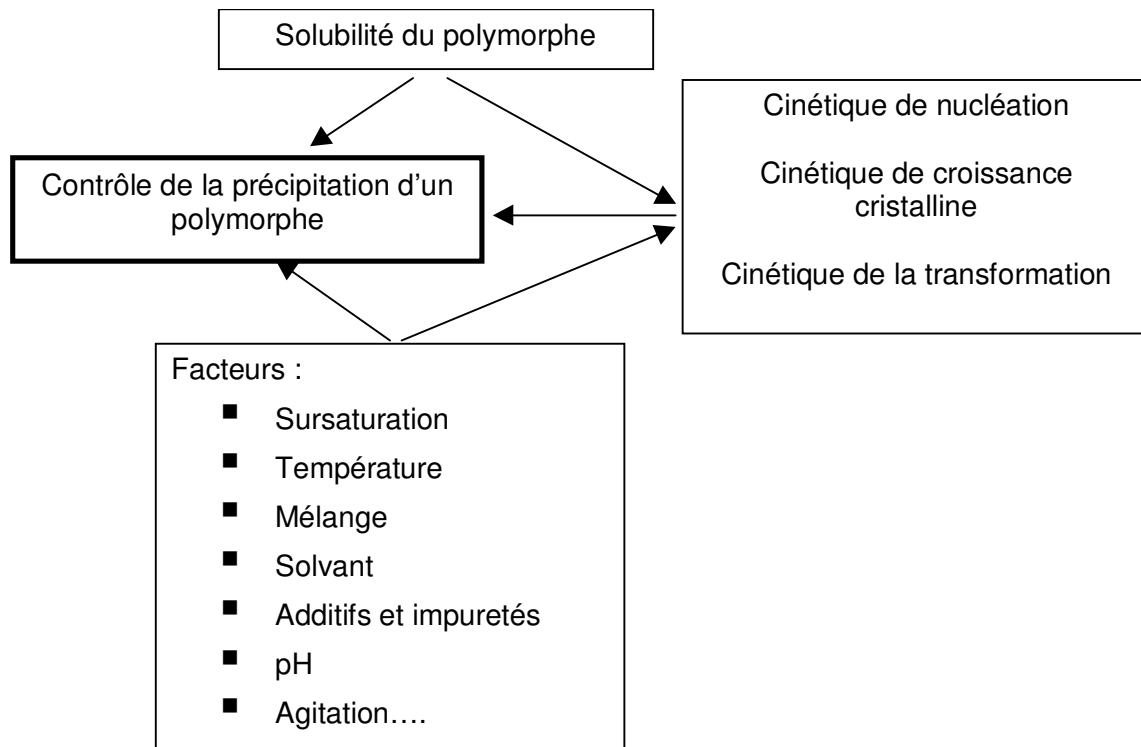 Solubilité du polymorphe
Cinétique de nucléation
Cinétique de croissance
cristalline
Cinétique de la transformation
Contrôle de la précipitation d’un
polymorphe
Facteurs :
▪ Sursaturation
▪ Température
▪ Mélange
▪ Solvant
▪ Additifs et impuretés
▪ pH
▪ Agitation….